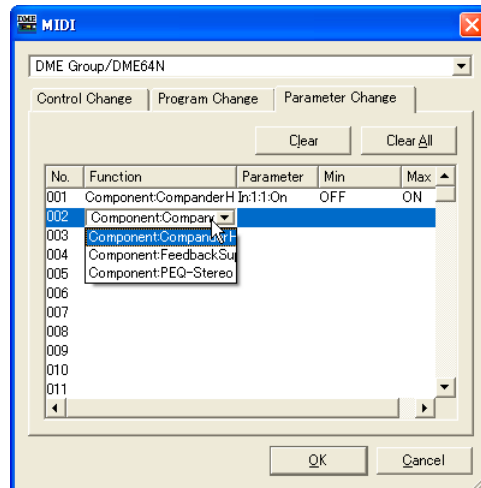 MIDI
DME Group/DME64N
Control Change Program Change Parameter Change
Clear Clear All
No. Function Parameter Min Max
001 Component:CompanderH In:1:1:On OFF ON
002 Component:Compan
003 Component:CompanderH
004 Component:FeedbackSu
005 Component:PEQ-Stereo
006
007
008
009
010
011
OK Cancel